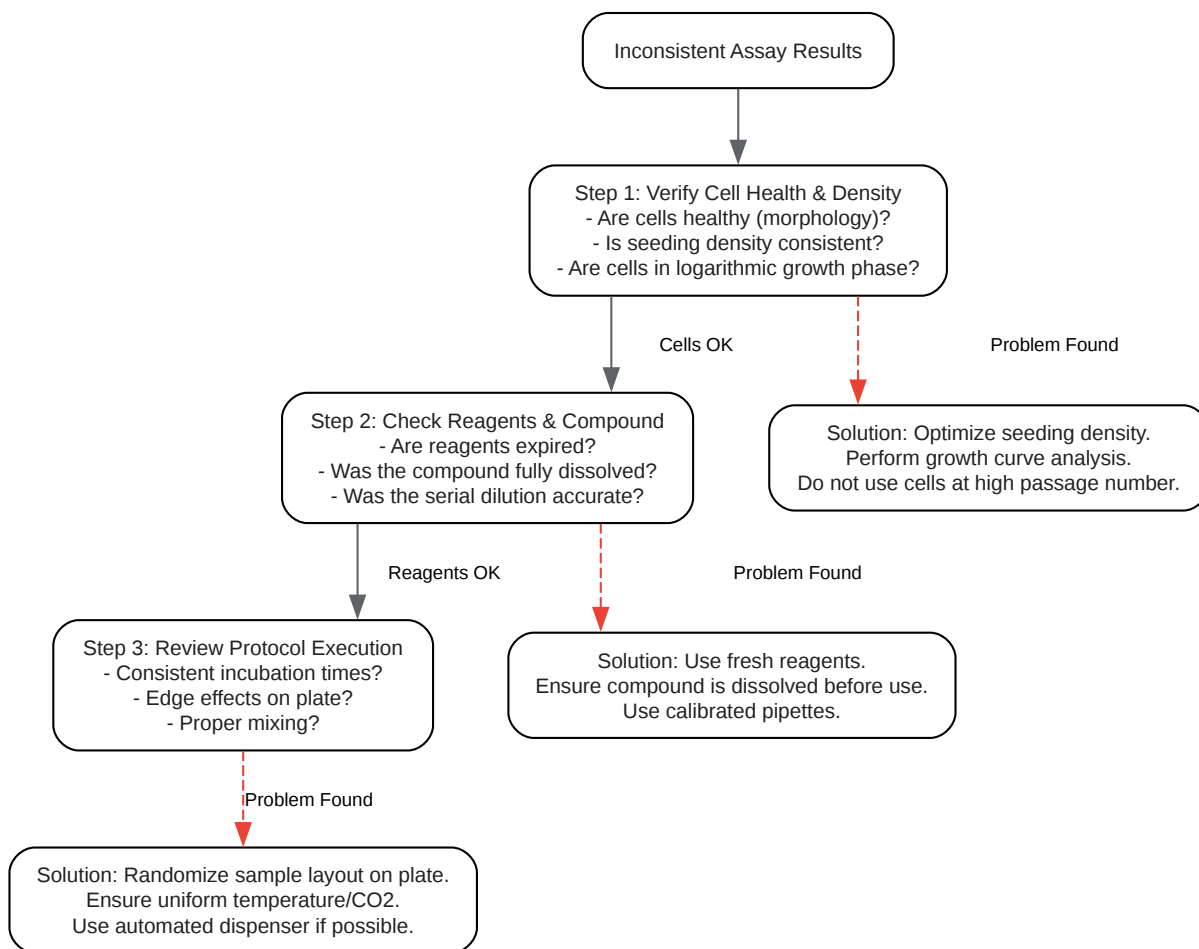 Inconsistent Assay Results
Step 1: Verify Cell Health & Density
- Are cells healthy (morphology)?
- Is seeding density consistent?
- Are cells in logarithmic growth phase?
Cells OK
Problem Found
Step 2: Check Reagents & Compound
- Are reagents expired?
- Was the compound fully dissolved?
- Was the serial dilution accurate?
Solution: Optimize seeding density.
Perform growth curve analysis.
Do not use cells at high passage number.
Reagents OK
Problem Found
Step 3: Review Protocol Execution
- Consistent incubation times?
- Edge effects on plate?
- Proper mixing?
Solution: Use fresh reagents.
Ensure compound is dissolved before use.
Use calibrated pipettes.
Problem Found
Solution: Randomize sample layout on plate.
Ensure uniform temperature/CO2.
Use automated dispenser if possible.